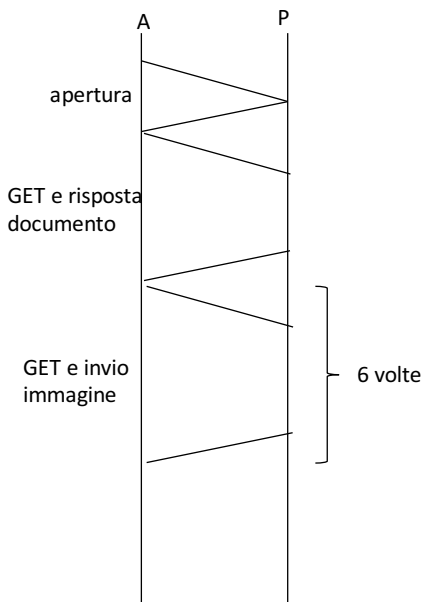 A
P
apertura
GET e risposta
documento
GET e invio
immagine
6 volte